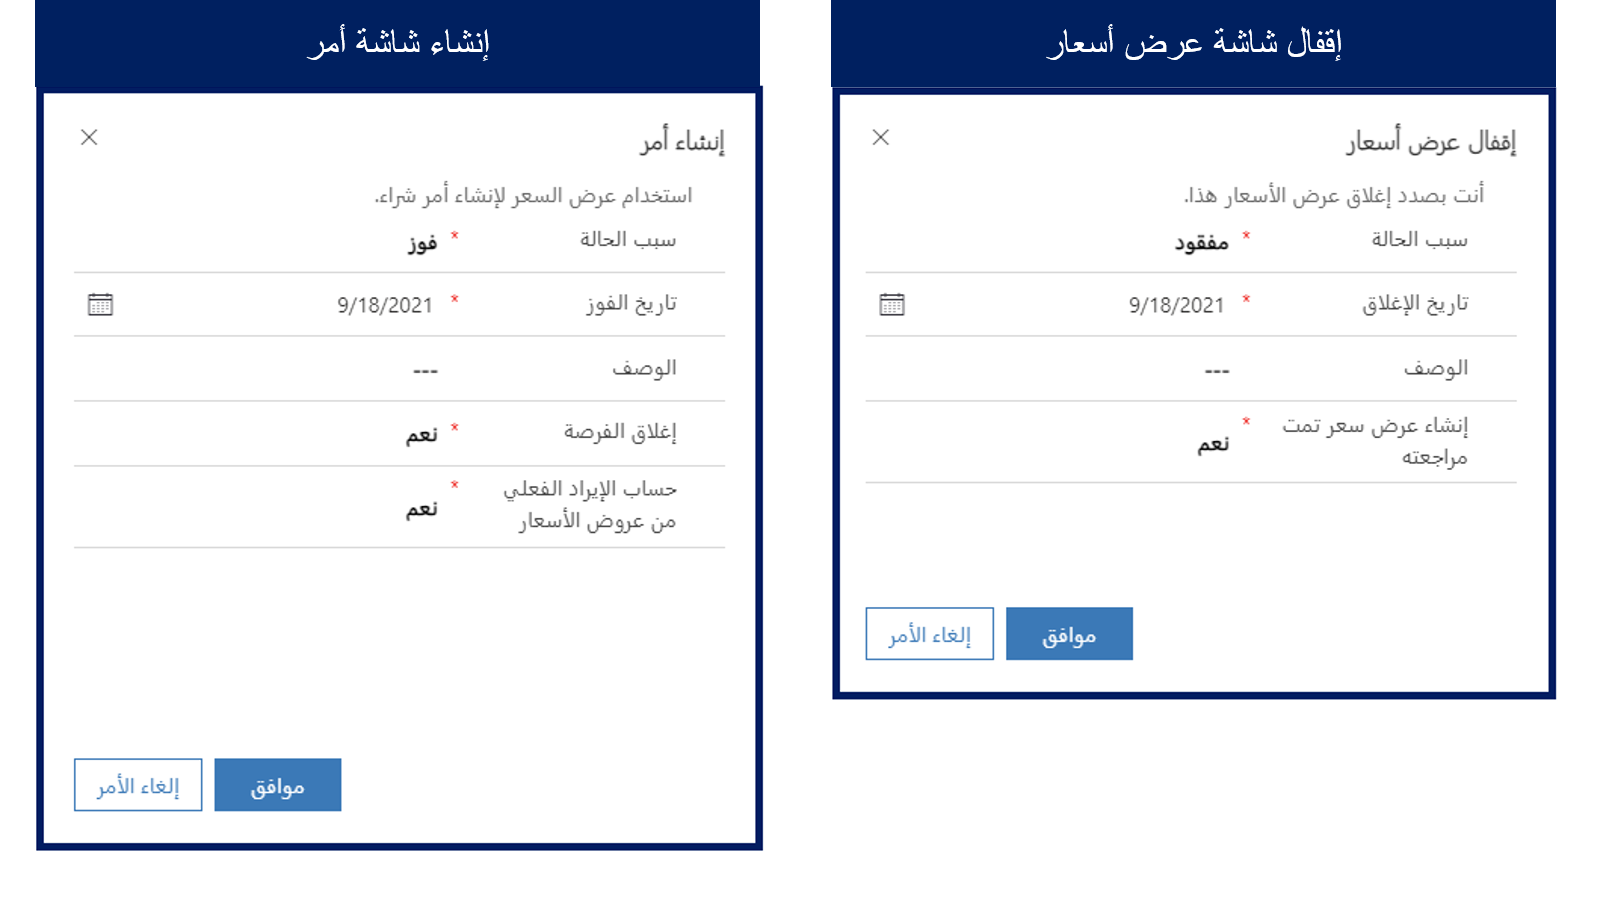 إقفال شاشة عرض أسعار
إقفال عرض أسعار
أنت بصدد إغلاق عرض الأسعار هذا.
سبب الحالة * مفقود
تاريخ الإغلاق * 9/18/2021
الوصف ---
إنشاء عرض سعر تمت * نعم
مراجعته
موافق
إلغاء الأمر
إنشاء شاشة أمر
إنشاء أمر
استخدام عرض السعر لإنشاء أمر شراء.
سبب الحالة * فوز
تاريخ الفوز * 9/18/2021
الوصف ---
إغلاق الفرصة * نعم
حساب الإيراد الفعلي * نعم
من عروض الأسعار
موافق
إلغاء الأمر